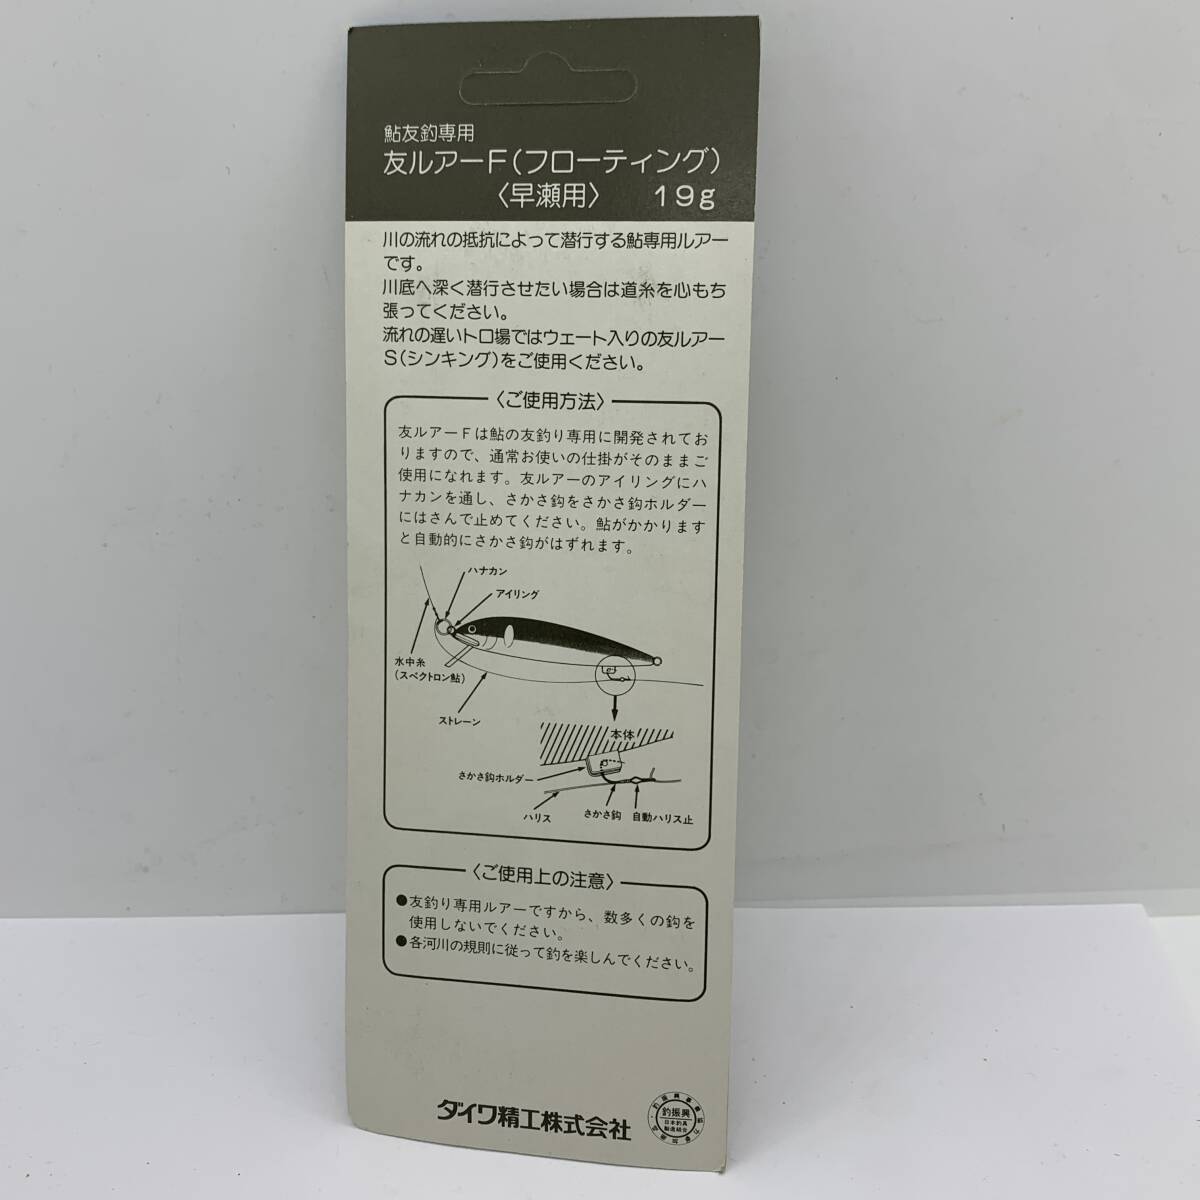 鮎友釣専用
友ルアーF(フローティング)
〈早瀬用〉 19g
川の流れの抵抗によって潜行する鮎専用ルアー
です。
川底へ深く潜行させたい場合は道糸を心もち
張ってください。
流れの遅いトロ場ではウェート入りの友ルアー
S(シンキング)をご使用ください。
〈ご使用方法〉
友ルアーFは鮎の友釣り専用に開発されてお
りますので、通常お使いの仕掛がそのままご
使用になれます。友ルアーのアイリングにハ
ナカンを通し、さかさ鈎をさかさ鈎ホルダー
にはさんで止めてください。鮎がかかります
と自動的にさかさ鈎がはずれます。
ハナカン
アイリング
水中糸
(スペクトロン鮎)
ストレーン
本体
さかさ鈎ホルダー
ハリス
さかさ鈎
自動ハリス止
〈ご使用上の注意〉
●友釣り専用ルアーですから、数多くの鈎を
使用しないでください。
●各河川の規則に従って釣を楽しんでください。
ダイワ精工株式会社
釣振興
日本釣具
製造組合